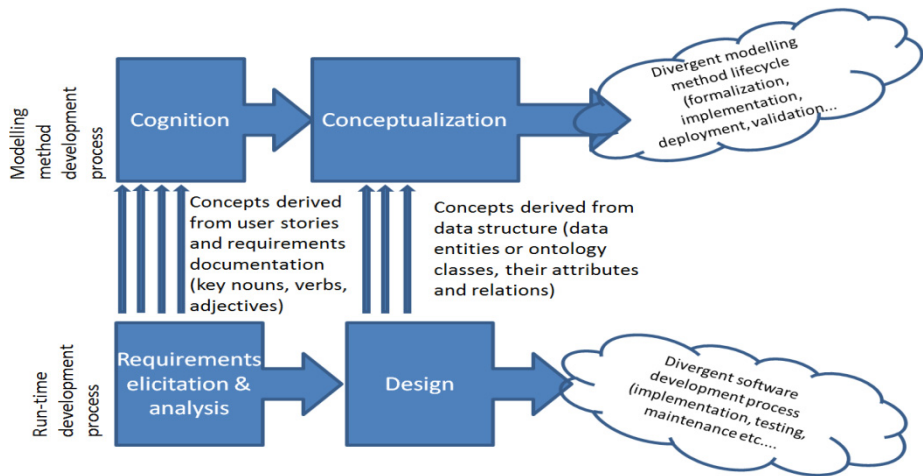 Modelling
method
development
process
Cognition
Conceptualization
Divergent modelling
method lifecycle
(formalization,
implementation,
deployment, validation...
Concepts derived
from user stories
and requirements
documentation
(key nouns, verbs,
adjectives)
Concepts derived from
data structure (data
entities or ontology
classes, their attributes
and relations)
Run-time
development
process
Requirements
elicitation &
analysis
Design
Divergent software
development process
(implementation, testing,
maintenance etc....